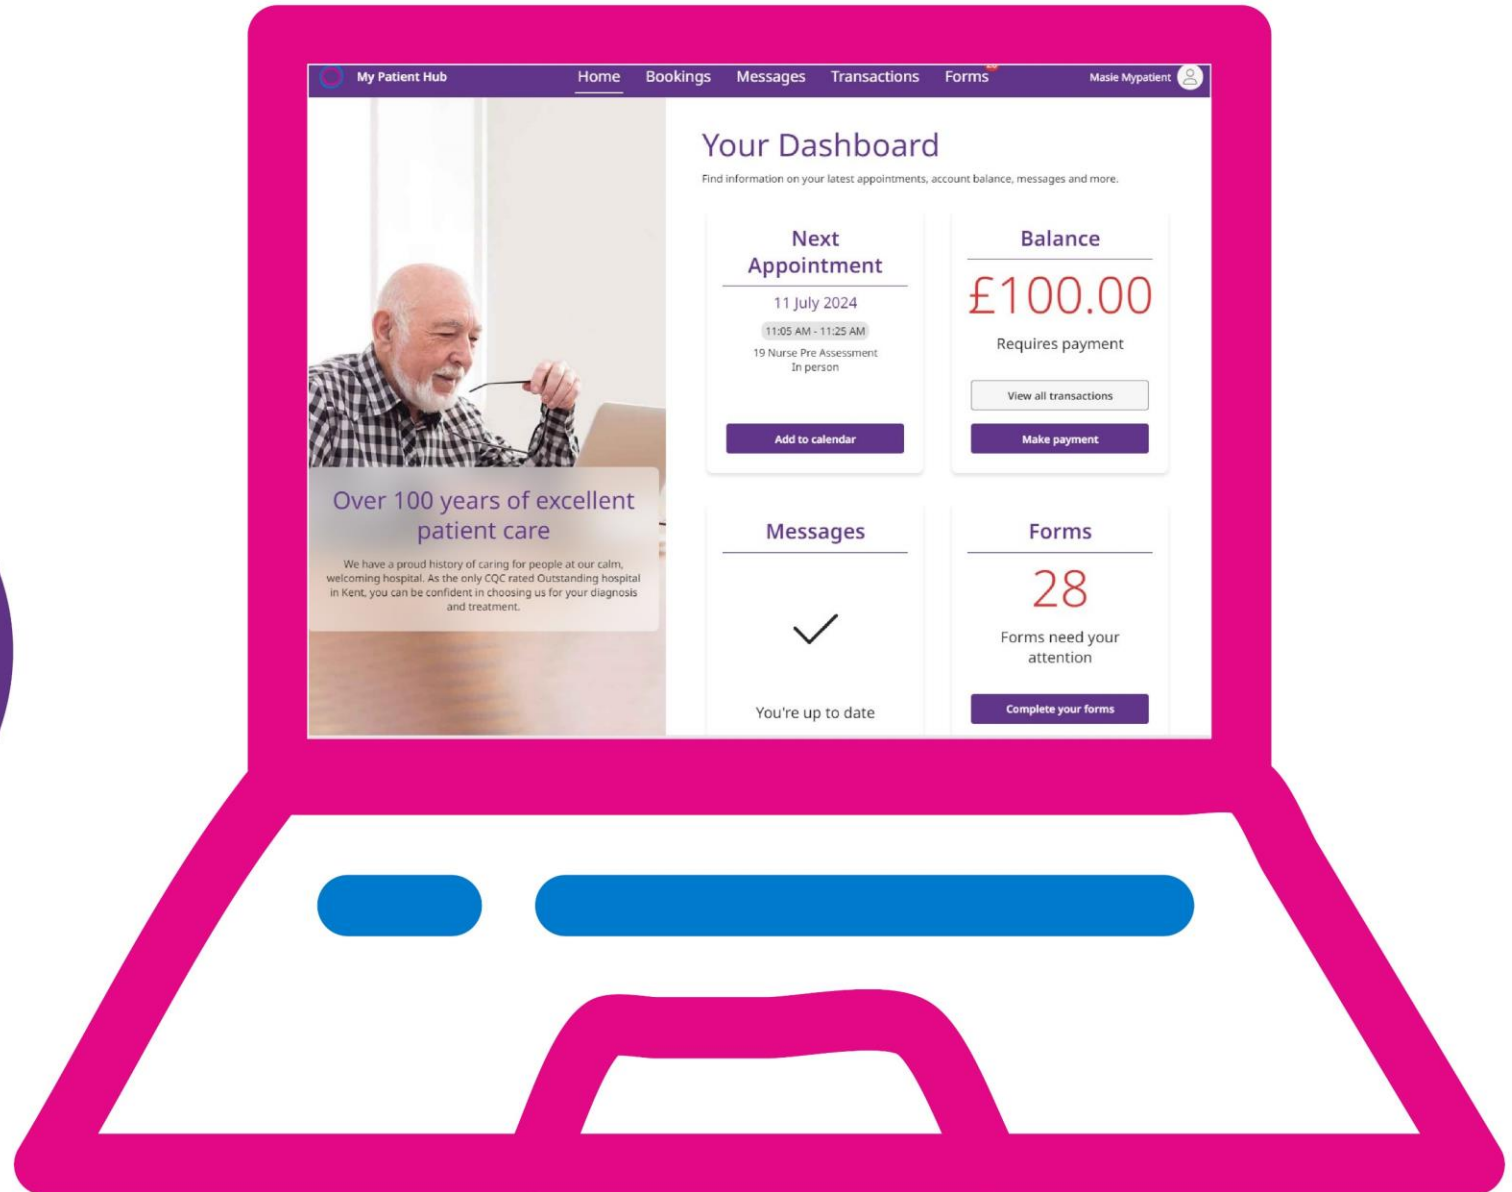 My Patient Hub
Home
Bookings
Messages
Transactions
Forms
Masie Mypatient
Your Dashboard
Find information on your latest appointments, account balance, messages and more.
Next
Appointment
11 July 2024
11:05 AM - 11:25 AM
19 Nurse Pre Assessment
In person
Add to calendar
Balance
£100.00
Requires payment
View all transactions
Make payment
Over 100 years of excellent
patient care
We have a proud history of caring for people at our calm,
welcoming hospital. As the only CQC rated Outstanding hospital
in Kent, you can be confident in choosing us for your diagnosis
and treatment.
Messages
You're up to date
Forms
28
Forms need your
attention
Complete your forms